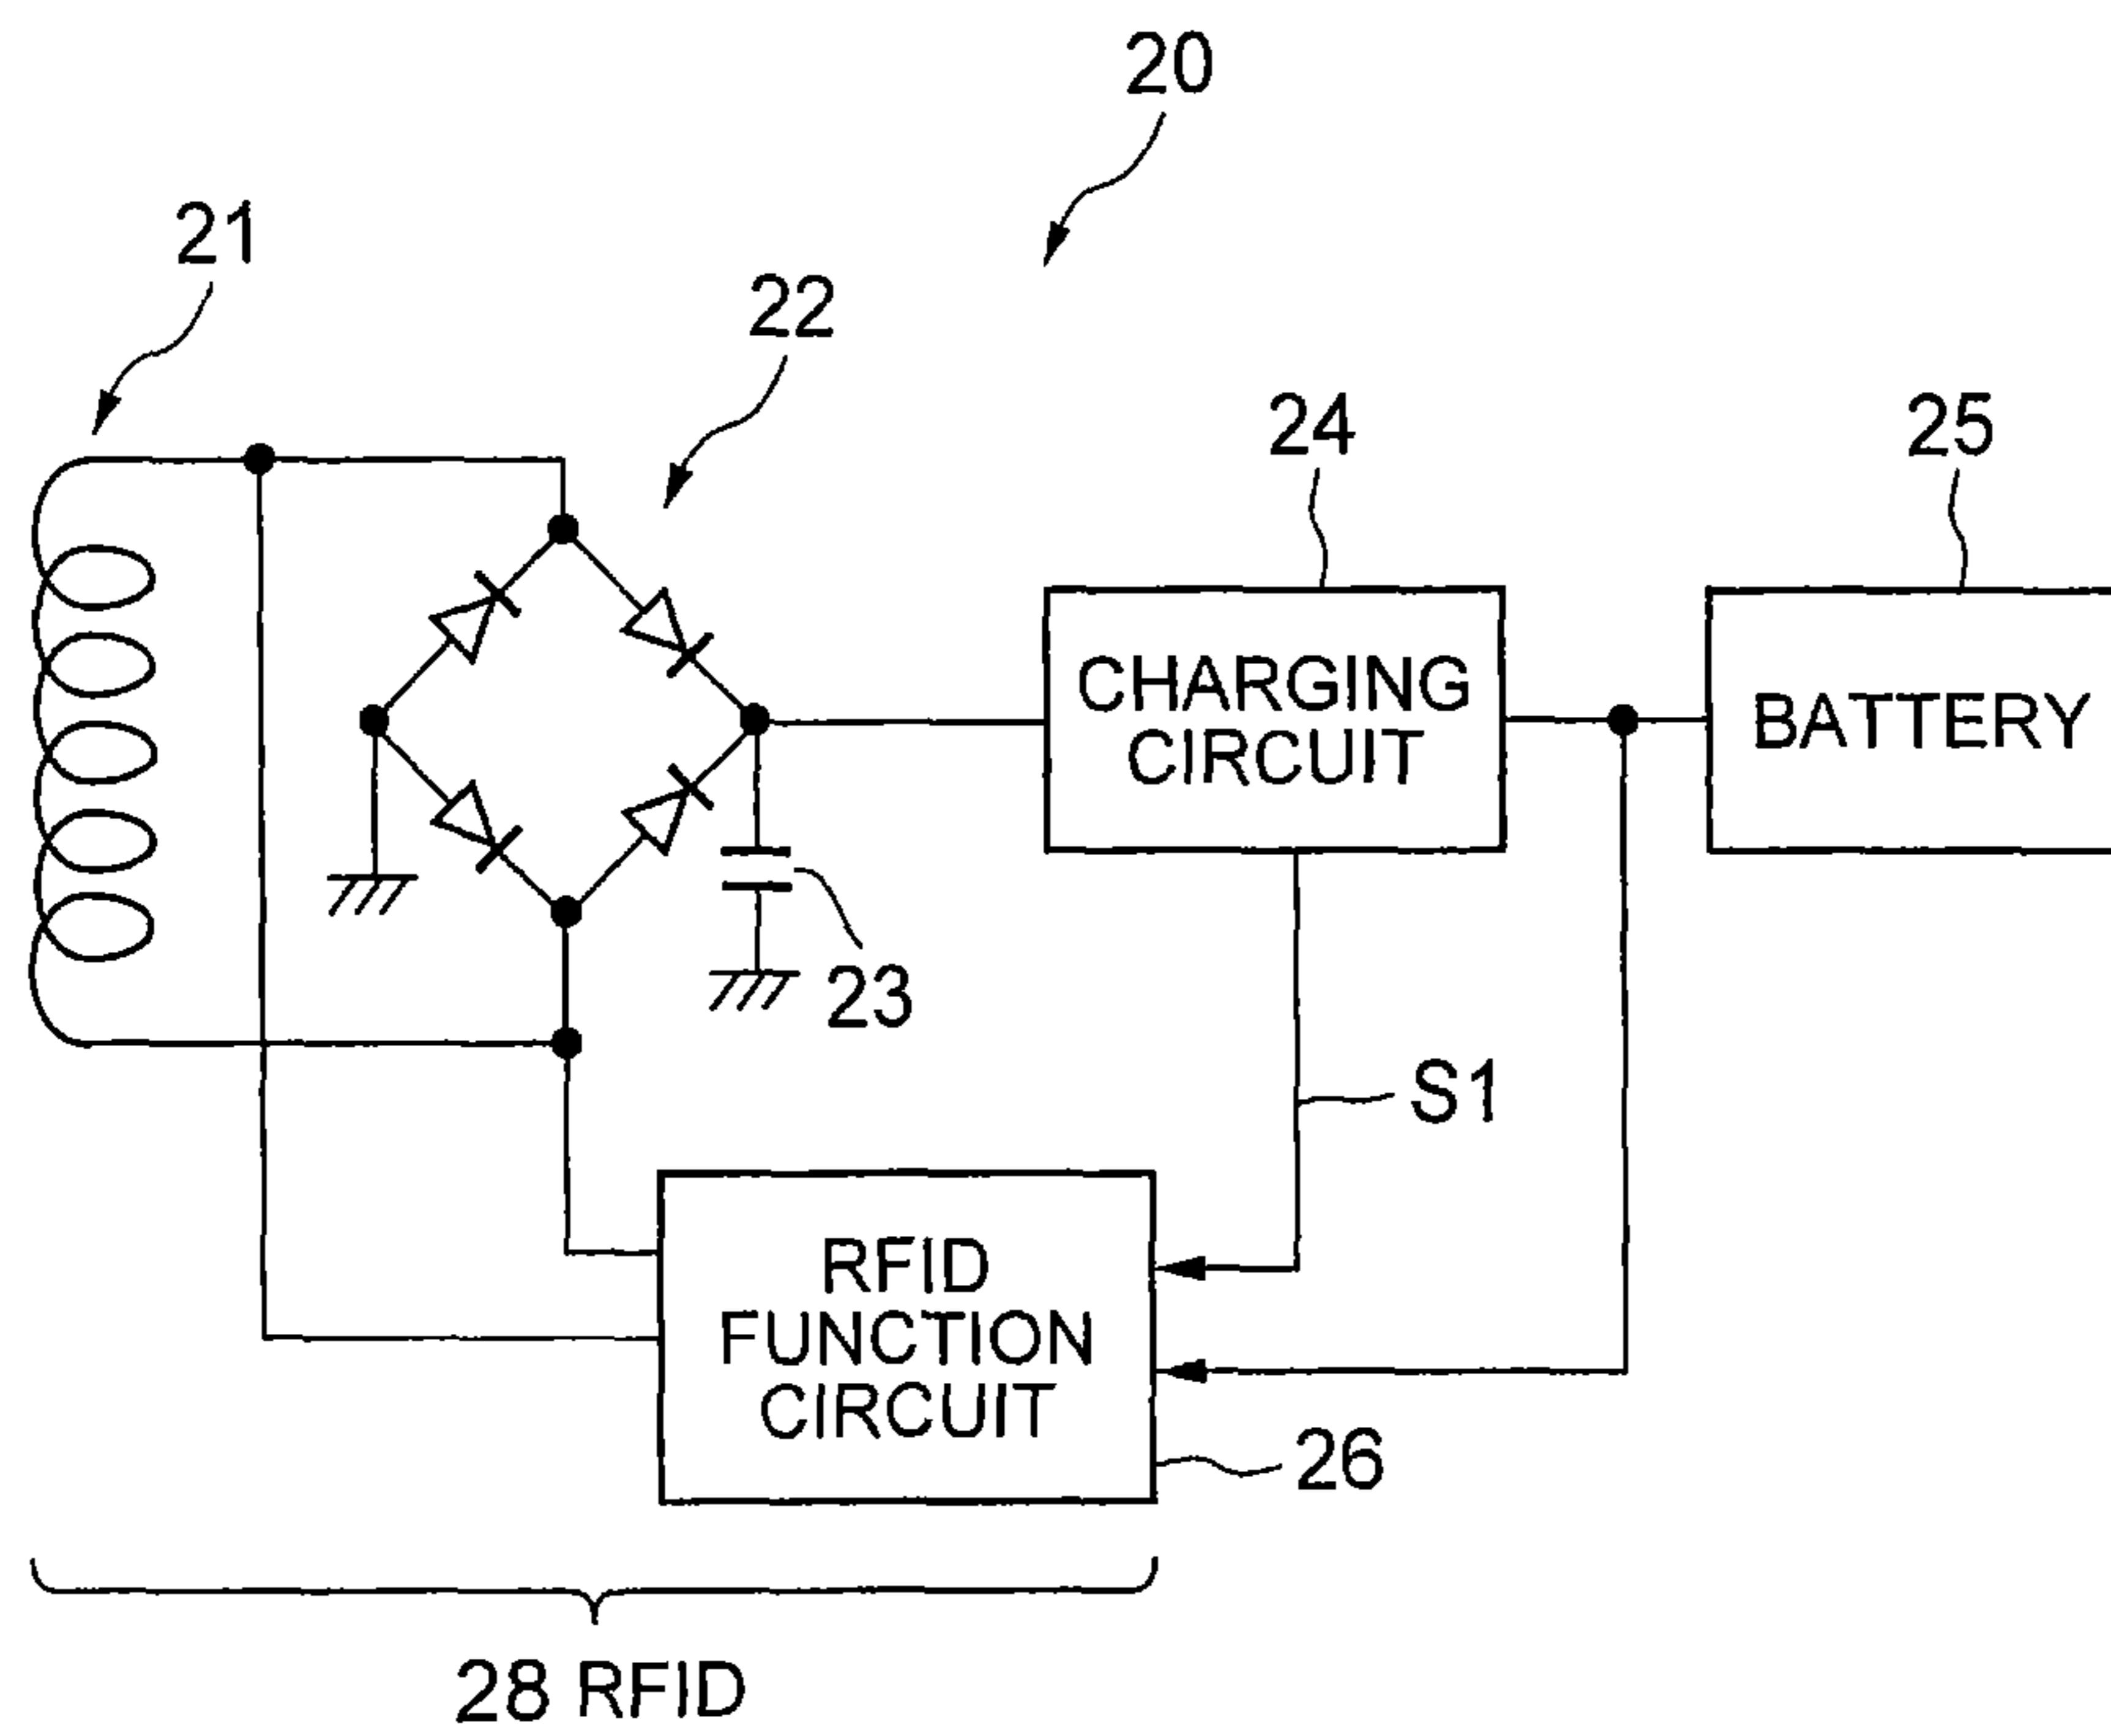 20
21
22
24
25
CHARGING
CIRCUIT
BATTERY
23
S1
RFID
FUNCTION
CIRCUIT
26
28 RFID